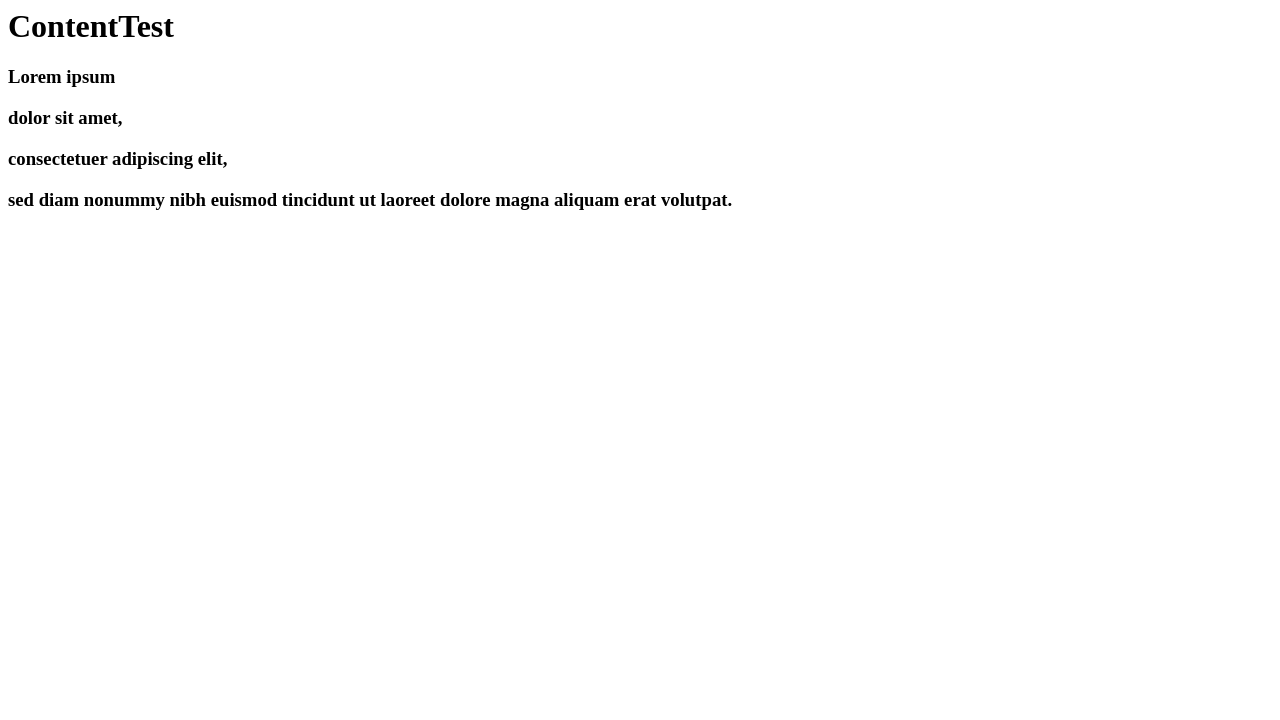 ContentTest
Lorem ipsum
dolor sit amet,
consectetuer adipiscing elit,
sed diam nonummy nibh euismod tincidunt ut laoreet dolore magna aliquam erat volutpat.